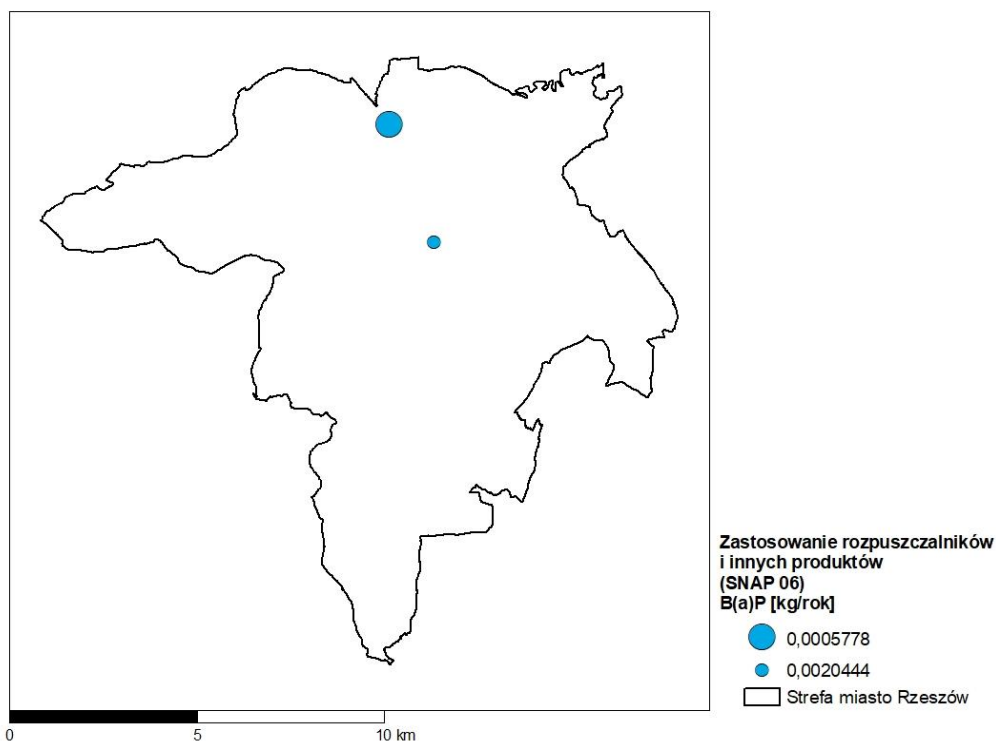 Zastosowanie rozpuszczalników
i innych produktów
(SNAP 06)
B(a)P [kg/rok]
0,0005778
0,0020444
Strefa miasto Rzeszów
0 5 10 km